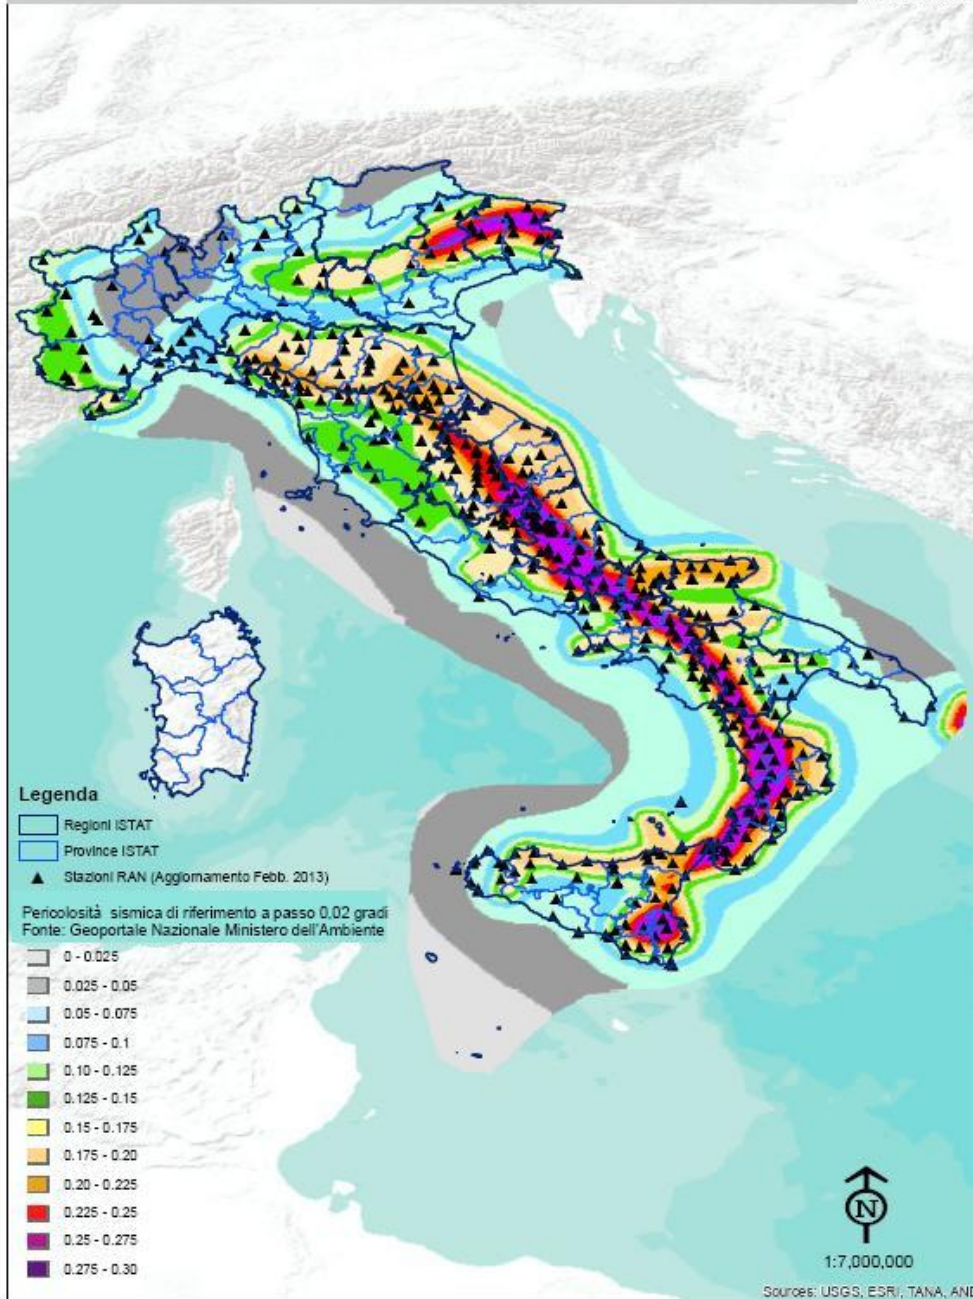 Legenda
Regioni ISTAT
Province ISTAT
Stazioni RAN (Aggiornamento Febb. 2013)
Pericolosità sismica di riferimento a passo 0,02 gradi
Fonte: Geoportale Nazionale Ministero dell'Ambiente
0 - 0.025
0.025 - 0.05
0.05 - 0.075
0.075 - 0.1
0.10 - 0.125
0.125 - 0.15
0.15 - 0.175
0.175 - 0.20
0.20 - 0.225
0.225 - 0.25
0.25 - 0.275
0.275 - 0.30
N
1:7,000,000
Sources: USGS, ESRI, TANA, AND